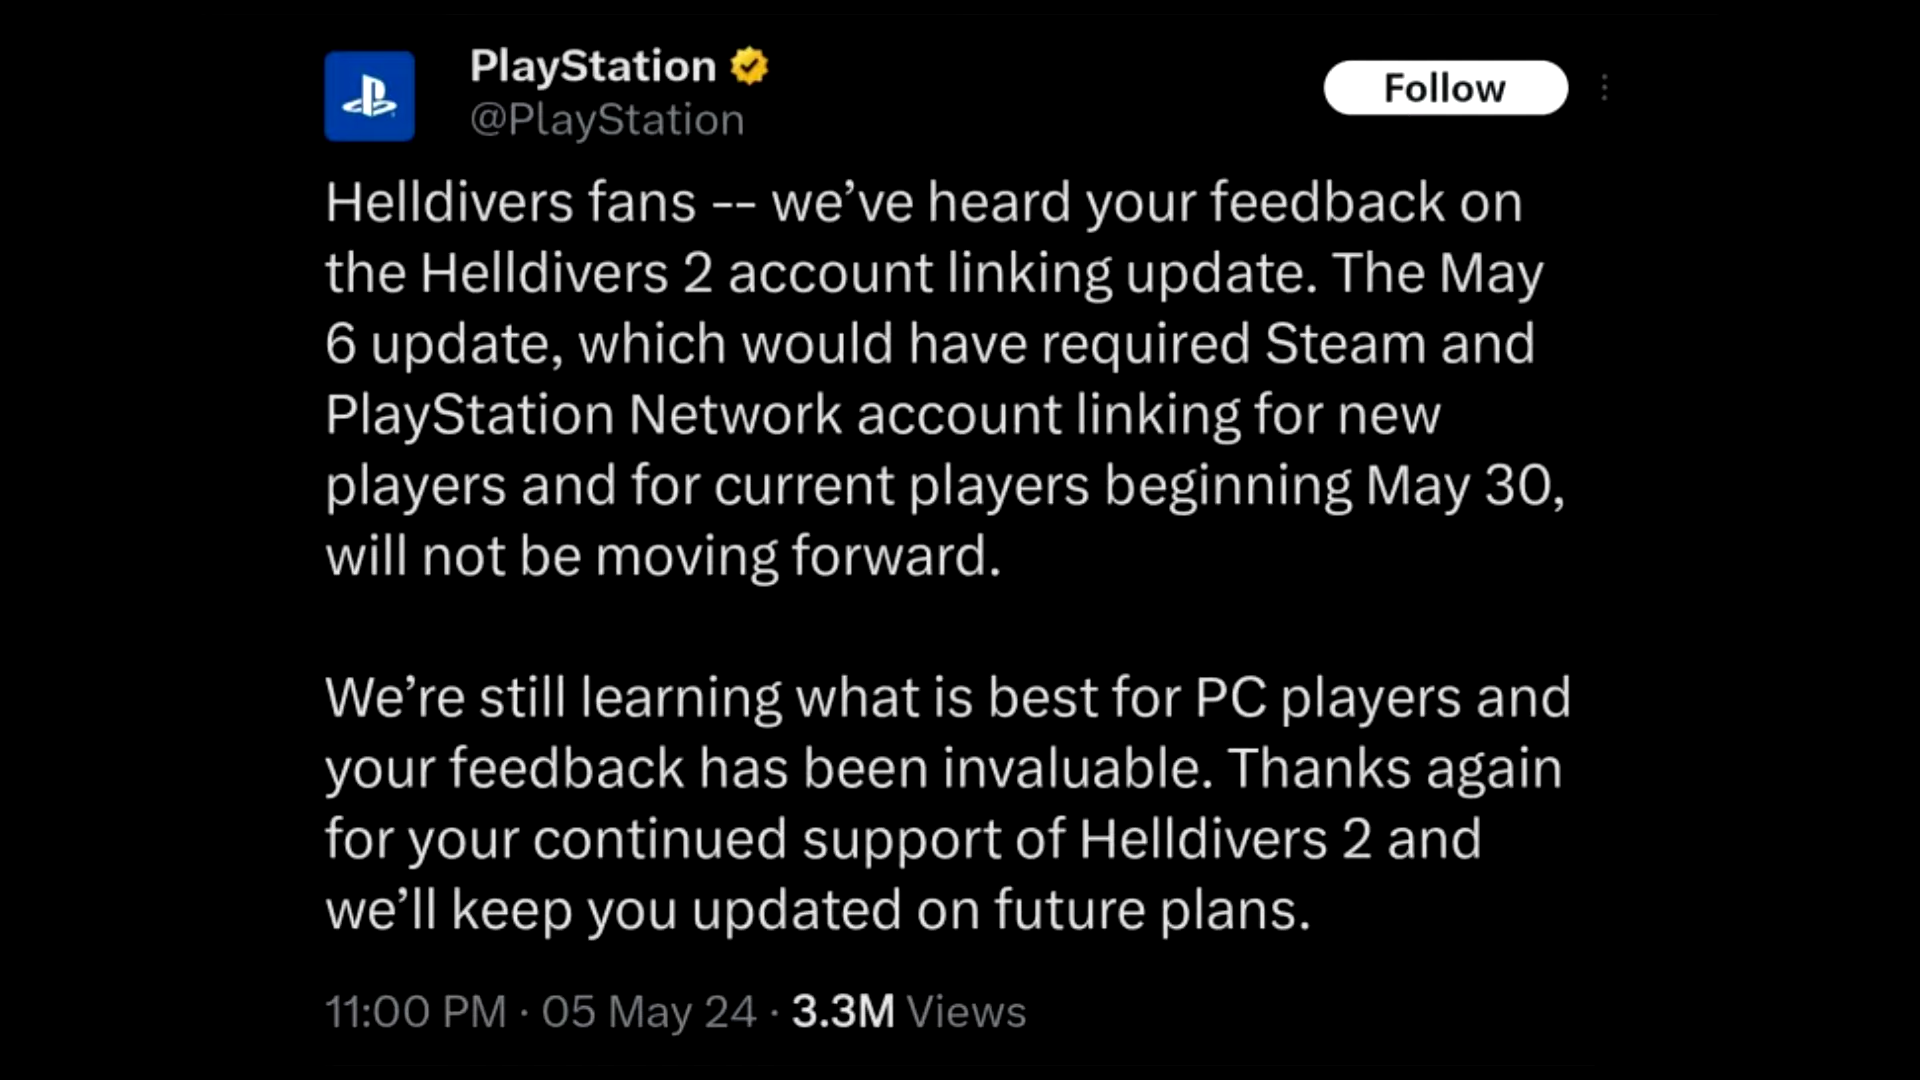 PlayStation
@PlayStation
Follow
Helldivers fans -- we’ve heard your feedback on
the Helldivers 2 account linking update. The May
6 update, which would have required Steam and
PlayStation Network account linking for new
players and for current players beginning May 30,
will not be moving forward.
We’re still learning what is best for PC players and
your feedback has been invaluable. Thanks again
for your continued support of Helldivers 2 and
we’ll keep you updated on future plans.
11:00 PM · 05 May 24 · 3.3M Views